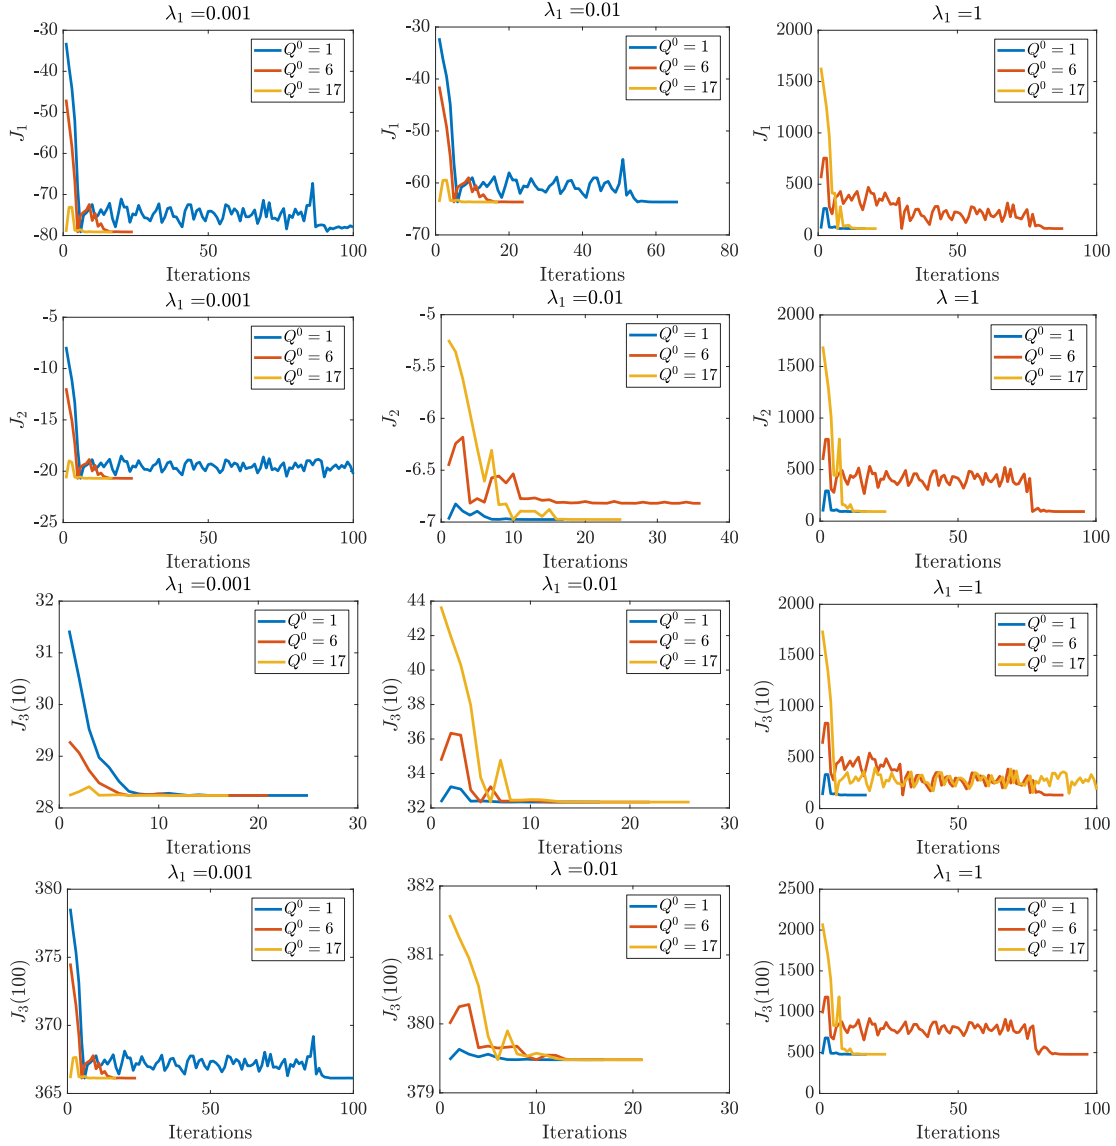 λ₁ =0.001
J₁
-30
-40
-50
-60
-70
-80
0
50
100
Iterations
Q⁰ = 1
Q⁰ = 6
Q⁰ = 17
λ₁ =0.01
J₁
-30
-40
-50
-60
-70
0
20
40
60
80
Iterations
Q⁰ = 1
Q⁰ = 6
Q⁰ = 17
λ₁ =1
J₁
2000
1500
1000
500
0
0
50
100
Iterations
Q⁰ = 1
Q⁰ = 6
Q⁰ = 17
λ₁ =0.001
J₂
-5
-10
-15
-20
-25
0
50
100
Iterations
Q⁰ = 1
Q⁰ = 6
Q⁰ = 17
λ₁ =0.01
J₂
-5
-5.5
-6
-6.5
-7
0
10
20
30
40
Iterations
Q⁰ = 1
Q⁰ = 6
Q⁰ = 17
λ =1
J₂
2000
1500
1000
500
0
0
50
100
Iterations
Q⁰ = 1
Q⁰ = 6
Q⁰ = 17
λ₁ =0.001
J₃(10)
32
31
30
29
28
0
10
20
30
Iterations
Q⁰ = 1
Q⁰ = 6
Q⁰ = 17
λ₁ =0.01
J₃(10)
44
42
40
38
36
34
32
0
10
20
30
Iterations
Q⁰ = 1
Q⁰ = 6
Q⁰ = 17
λ₁ =1
J₃(10)
2000
1500
1000
500
0
0
50
100
Iterations
Q⁰ = 1
Q⁰ = 6
Q⁰ = 17
λ₁ =0.001
J₃(100)
380
375
370
365
0
50
100
Iterations
Q⁰ = 1
Q⁰ = 6
Q⁰ = 17
λ =0.01
J₃(100)
382
381
380
379
0
10
20
30
Iterations
Q⁰ = 1
Q⁰ = 6
Q⁰ = 17
λ₁ =1
J₃(100)
2500
2000
1500
1000
500
0
0
50
100
Iterations
Q⁰ = 1
Q⁰ = 6
Q⁰ = 17